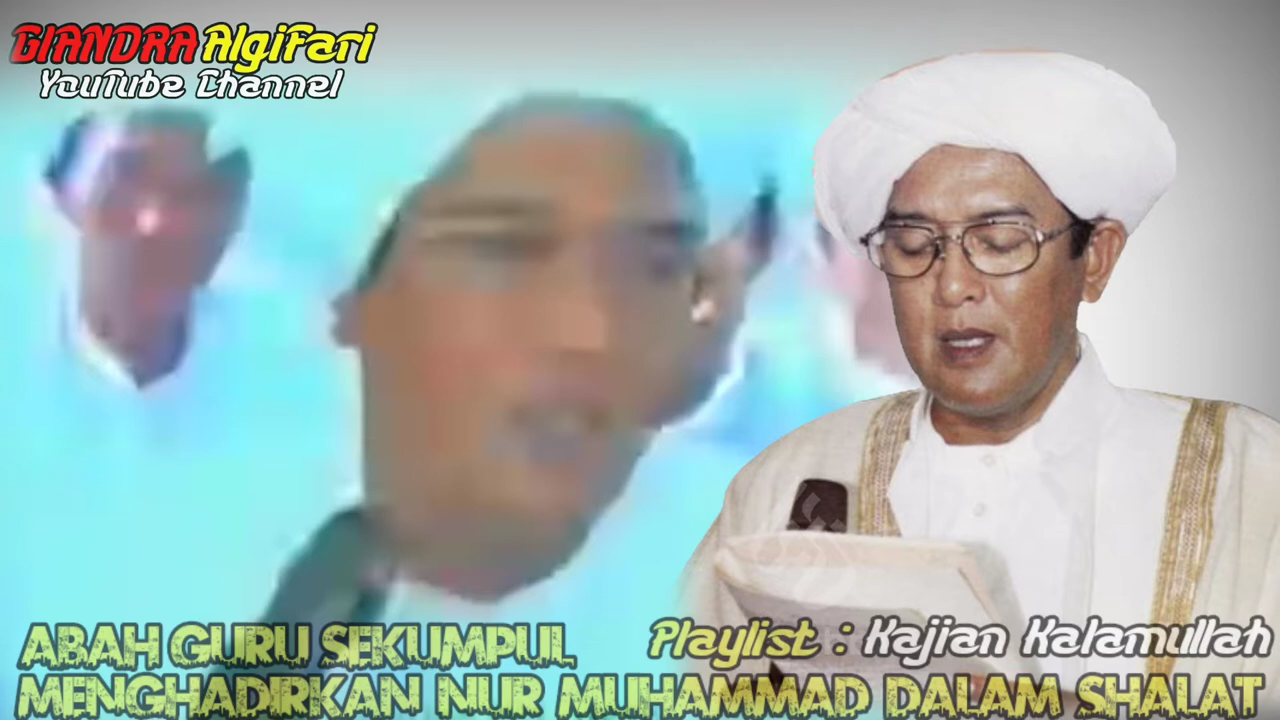 GIANDRA AlgiFari
YouTube Channel
ABAH GURU SEKUMPUL
Playlist : Kajian Kalamullah
MENGHADIRKAN NUR MUHAMMAD DALAM SHALAT